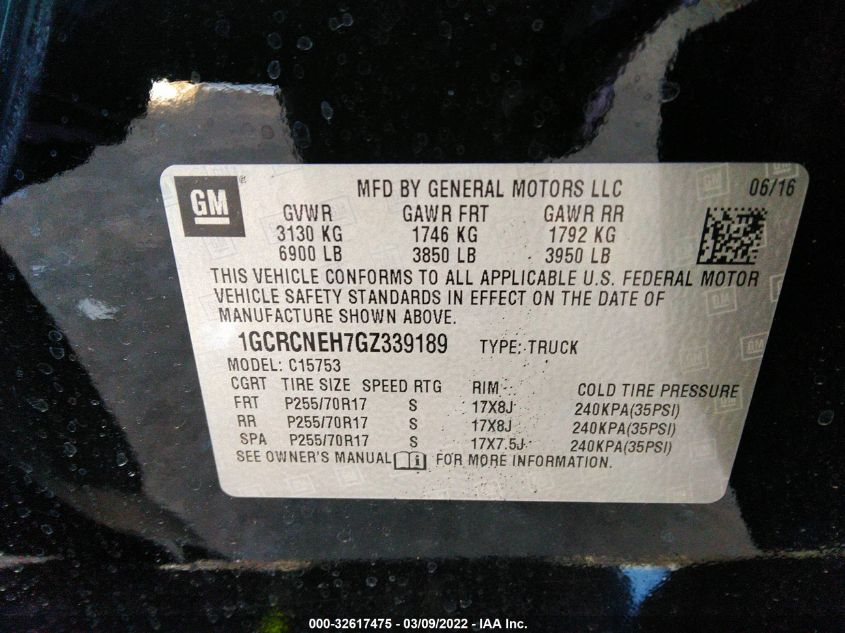 GM ®
MFD BY GENERAL MOTORS LLC 06/16
GVWR GAWR FRT GAWR RR
3130 KG 1746 KG 1792 KG
6900 LB 3850 LB 3950 LB
THIS VEHICLE CONFORMS TO ALL APPLICABLE U.S. FEDERAL MOTOR
VEHICLE SAFETY STANDARDS IN EFFECT ON THE DATE OF
MANUFACTURE SHOWN ABOVE.
1GCRCNEH7GZ339189 TYPE: TRUCK
MODEL: C15753
CGRT TIRE SIZE SPEED RTG RIM COLD TIRE PRESSURE
FRT P255/70R17 S 17X8J 240KPA(35PSI)
RR P255/70R17 S 17X8J 240KPA(35PSI)
SPA P255/70R17 S 17X7.5J 240KPA(35PSI)
SEE OWNER'S MANUAL FOR MORE INFORMATION.
000-32617475 - 03/09/2022 - IAA Inc.